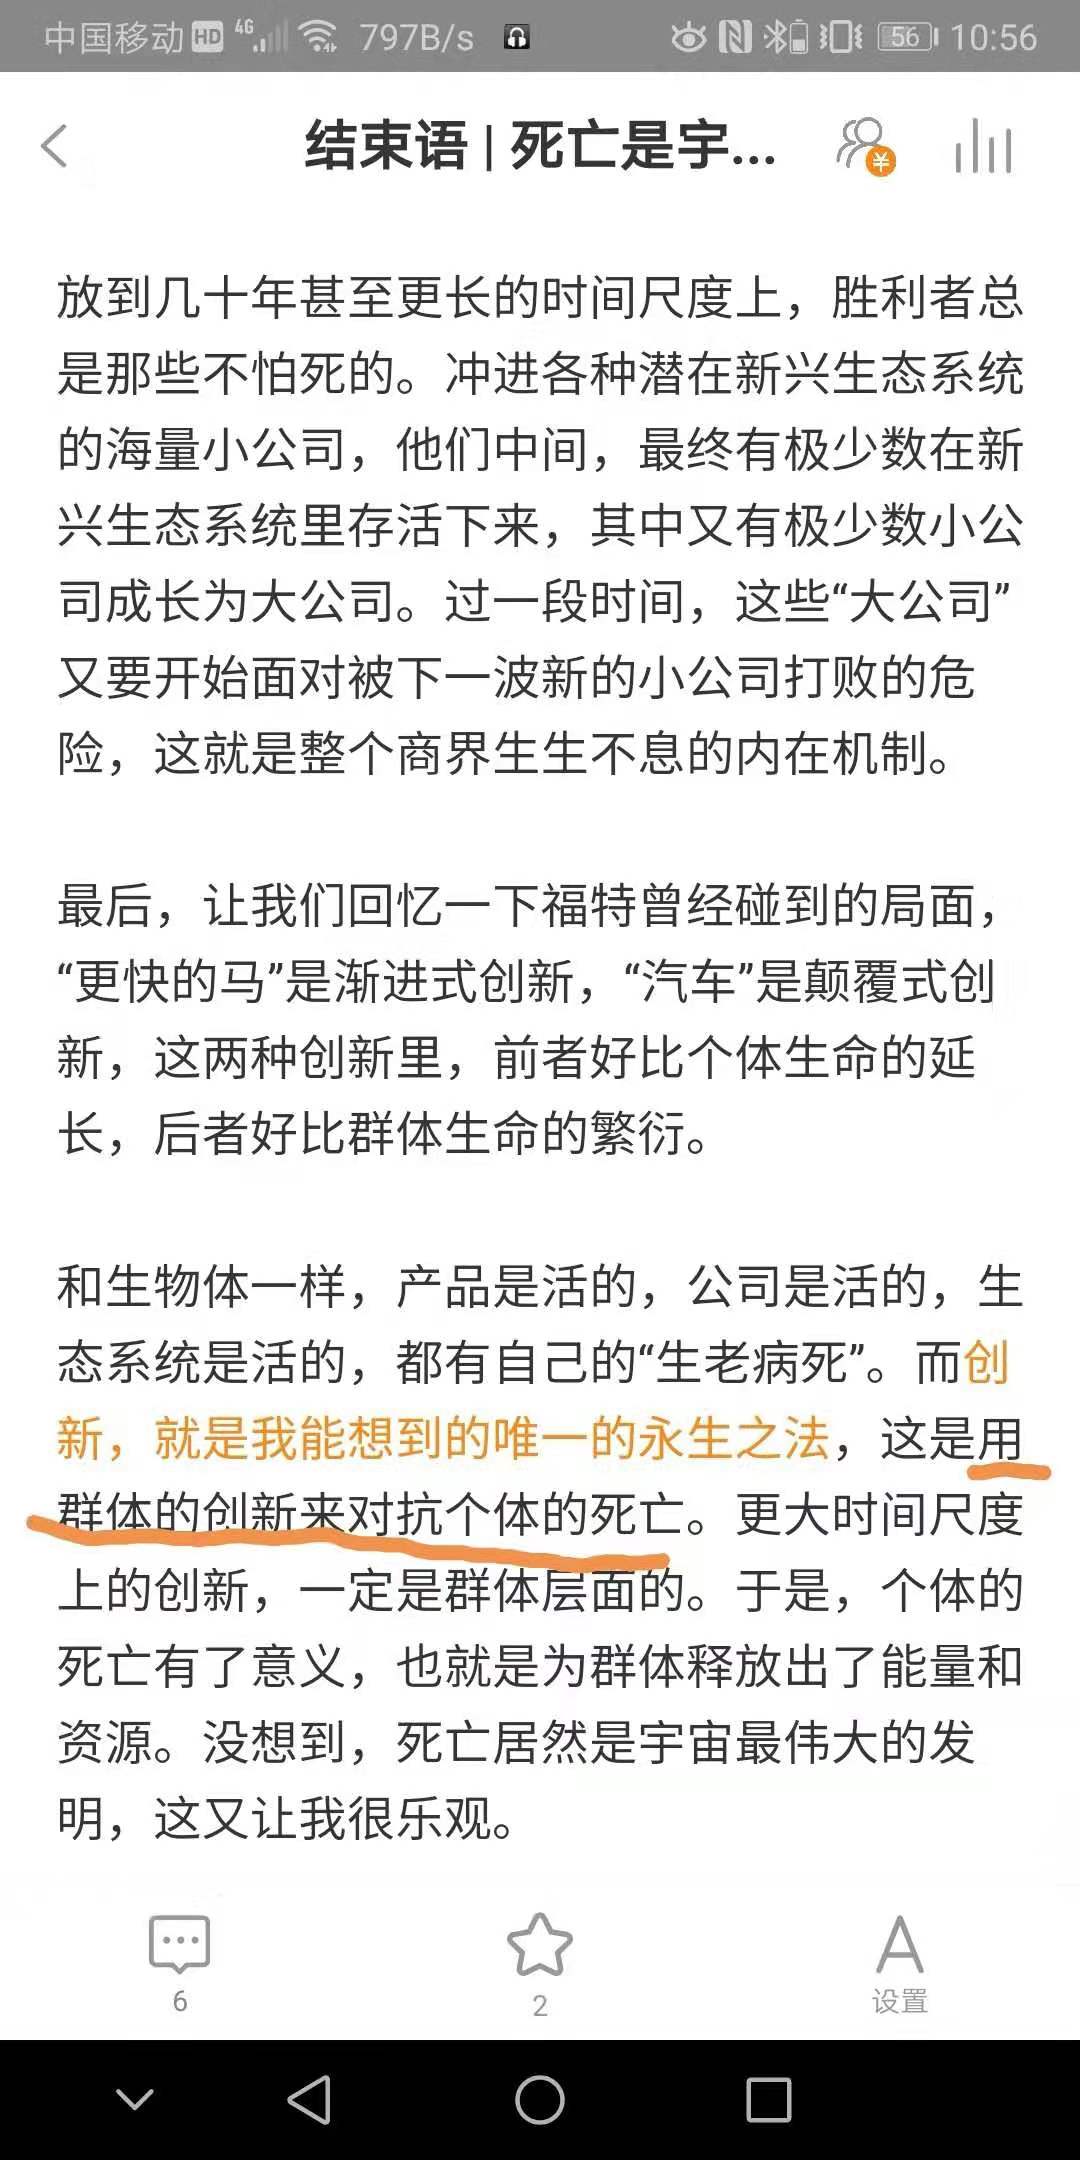 中国移动 HD 4G 797B/s 56 10:56
结束语 | 死亡是宇...
放到几十年甚至更长的时间尺度上，胜利者总
是那些不怕死的。冲进各种潜在新兴生态系统
的海量小公司，他们中间，最终有极少数在新
兴生态系统里存活下来，其中又有极少数小公
司成长为大公司。过一段时间，这些“大公司”
又要开始面对被下一波新的小公司打败的危
险，这就是整个商界生生不息的内在机制。
最后，让我们回忆一下福特曾经碰到的局面，
“更快的马”是渐进式创新，“汽车”是颠覆式创
新，这两种创新里，前者好比个体生命的延
长，后者好比群体生命的繁衍。
和生物体一样，产品是活的，公司是活的，生
态系统是活的，都有自己的“生老病死”。而创
新，就是我能想到的唯一的永生之法，这是用
群体的创新来对抗个体的死亡。更大时间尺度
上的创新，一定是群体层面的。于是，个体的
死亡有了意义，也就是为群体释放出了能量和
资源。没想到，死亡居然是宇宙最伟大的发
明，这又让我很乐观。
6
2
设置